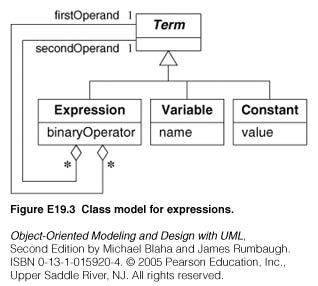 firstOperand 1
Term
secondOperand 1
Expression
binaryOperator
Variable
name
Constant
value
* *
Figure E19.3 Class model for expressions.
Object-Oriented Modeling and Design with UML,
Second Edition by Michael Blaha and James Rumbaugh.
ISBN 0-13-1-015920-4. © 2005 Pearson Education, Inc.,
Upper Saddle River, NJ. All rights reserved.